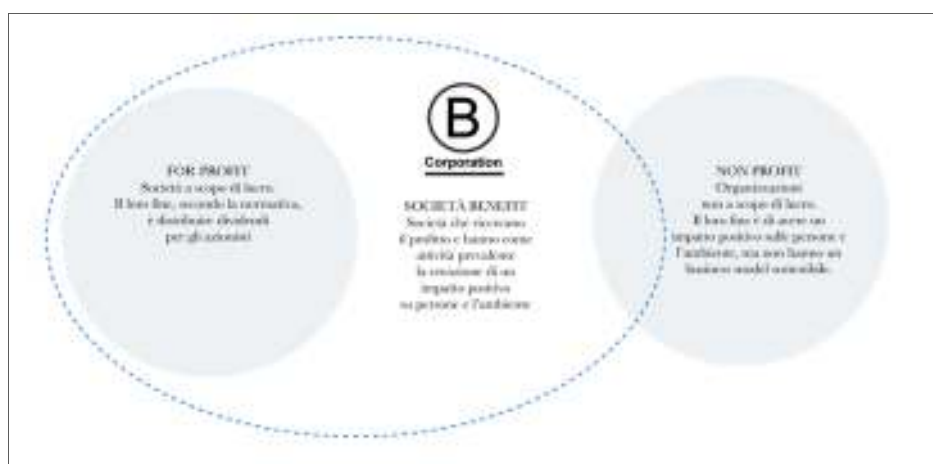 FOR PROFIT
Società a scopo di lucro.
Il loro fine, secondo la normativa,
è distribuire dividendi
per gli azionisti
B
Corporation
SOCIETÀ BENEFIT
Società che ricercano
il profitto e hanno come
attività prevalente
la creazione di un
impatto positivo
su persone e l'ambiente
NON PROFIT
Organizzazioni
non a scopo di lucro.
Il loro fine è di avere un
impatto positivo sulle persone e
l'ambiente, ma non hanno un
business model sostenibile.